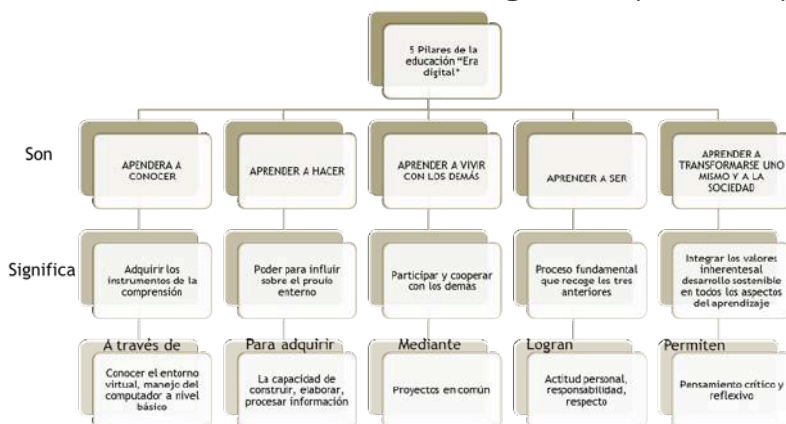 5 Pilares de la
educación "Era
digital"
Son
APENDERA A
CONOCER
APRENDER A HACER
APRENDER A VIVIR
CON LOS DEMÁS
APRENDER A SER
APRENDER A
TRANSFORMARSE UNO
MISMO Y A LA
SOCIEDAD
Significa
Adquirir los
instrumentos de la
comprensión
Poder para influir
sobre el
entorno
Participar y cooperar
con los demás
Proceso fundamental
que recoge los tres
anteriores
Integrar los valores
inherentesal
desarrollo sostenible
en todos los aspectos
del aprendizaje
A través de
Para adquirir
Mediante
Logran
Permiten
Conocer el entorno
virtual, manejo del
computador a nivel
básico
La capacidad de
construir, elaborar,
procesar información
Proyectos en común
Actitud personal,
responsabilidad,
respecto
Pensamiento crítico y
reflexivo